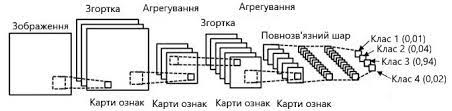 Зображення
Згортка
Агрегування
Згортка
Агрегування
Повнозв'язний шар
Клас 1 (0,01)
Клас 2 (0,04)
Клас 3 (0,94)
Клас 4 (0,02)
Карти ознак
Карти ознак
Карти ознак
Карти ознак